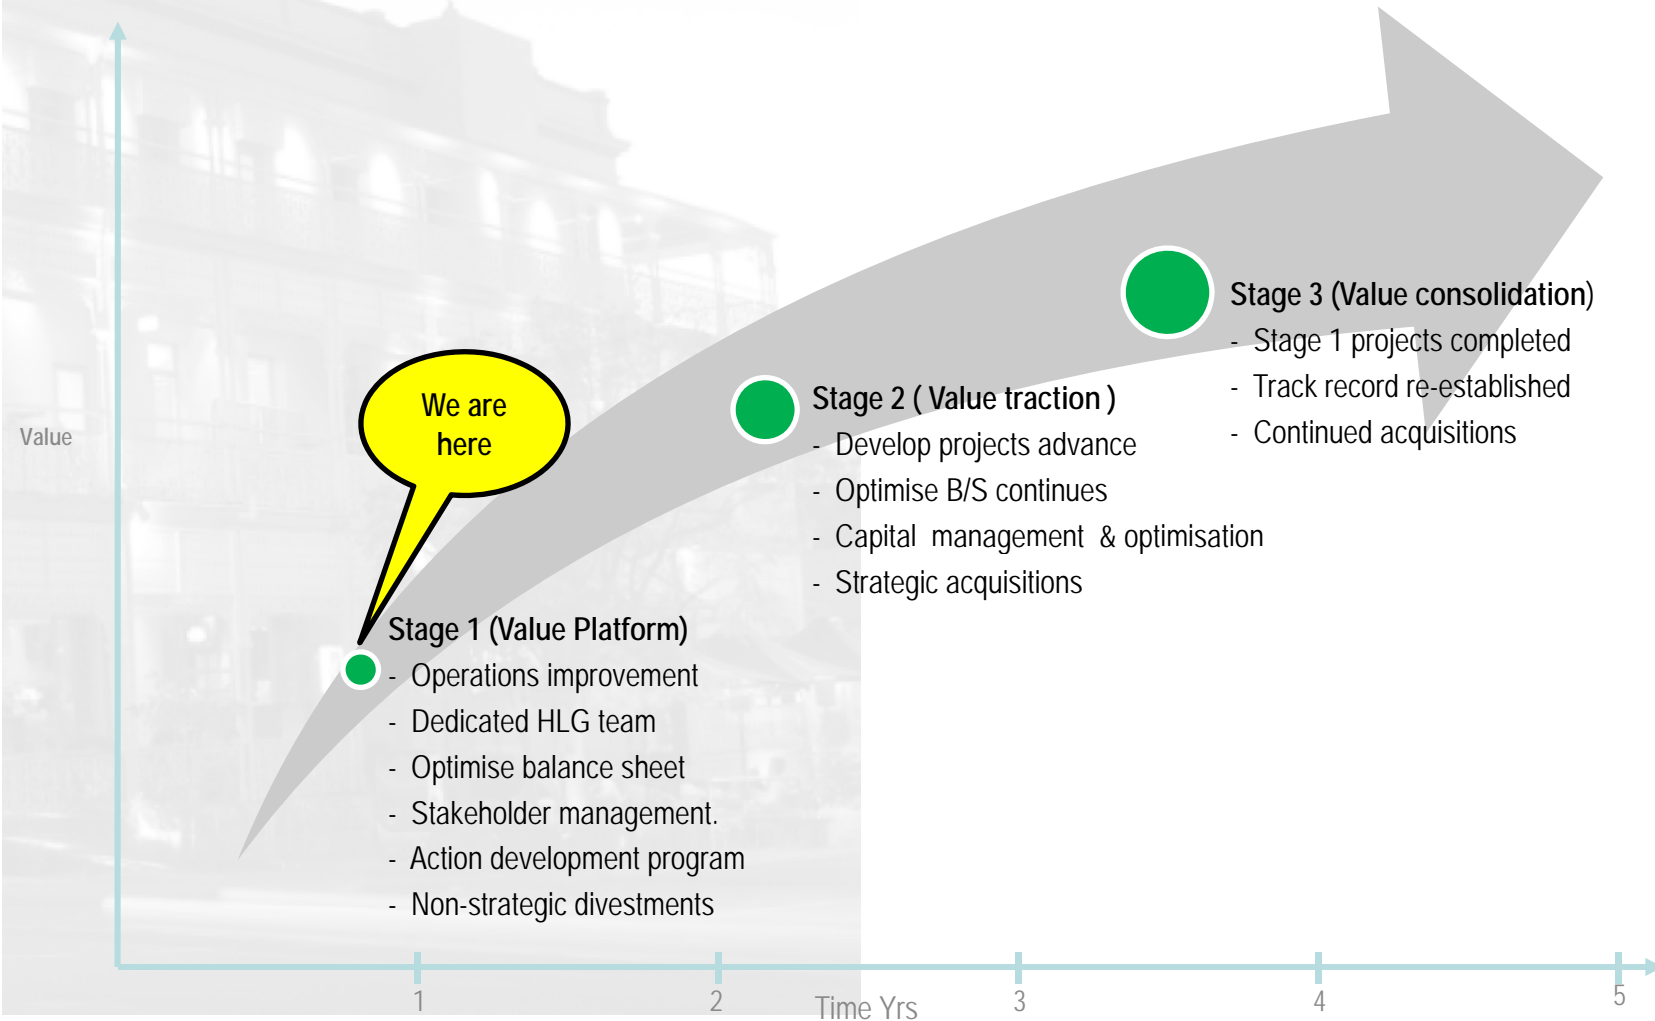 Value
We are
here
Stage 1 (Value Platform)
- Operations improvement
- Dedicated HLG team
- Optimise balance sheet
- Stakeholder management.
- Action development program
- Non-strategic divestments
Stage 2 ( Value traction )
- Develop projects advance
- Optimise B/S continues
- Capital management & optimisation
- Strategic acquisitions
Stage 3 (Value consolidation)
- Stage 1 projects completed
- Track record re-established
- Continued acquisitions
1
2
3
4
5
Time Yrs